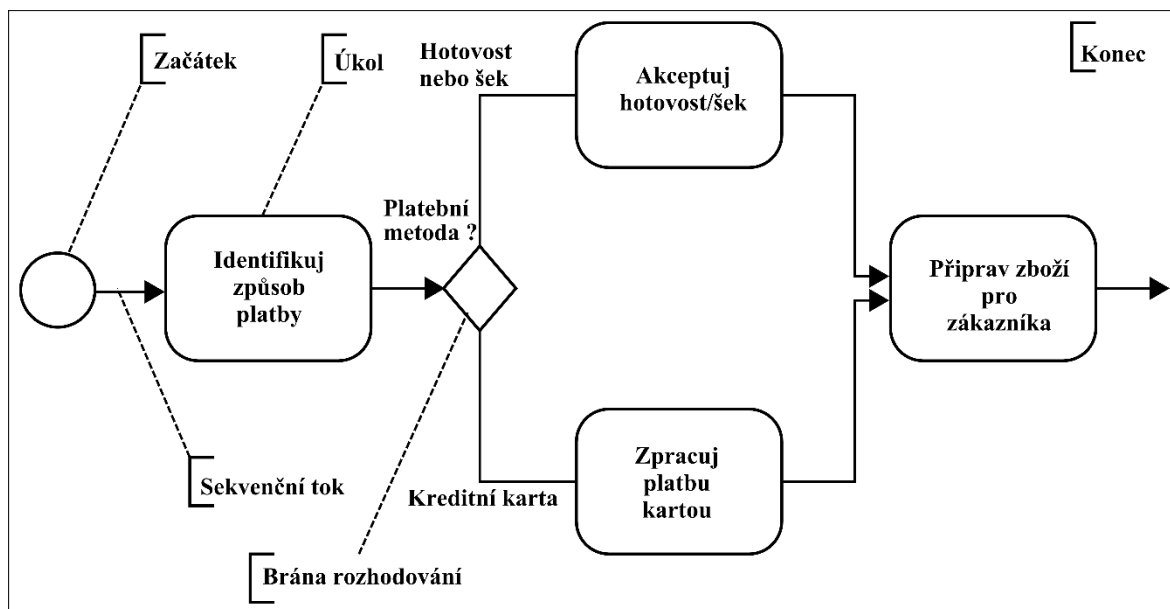 Začátek
Úkol
Hotovost
nebo šek
Akceptuj
hotovost/šek
Konec
Platební
metoda ?
Identifikuj
způsob
platby
Připrav zboží
pro
zákazníka
Sekvenční tok
Kreditní karta
Zpracuj
platbu
kartou
Brána rozhodování